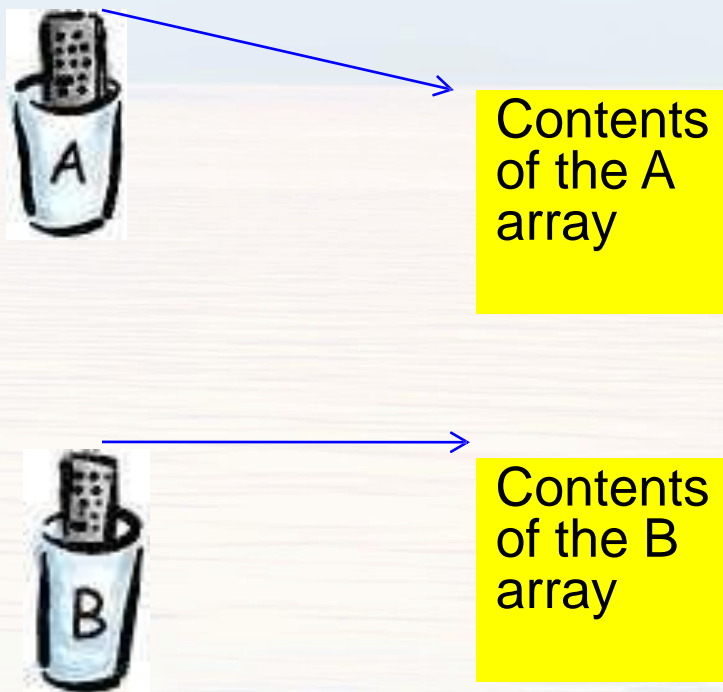 A
Contents
of the A
array
B
Contents
of the B
array